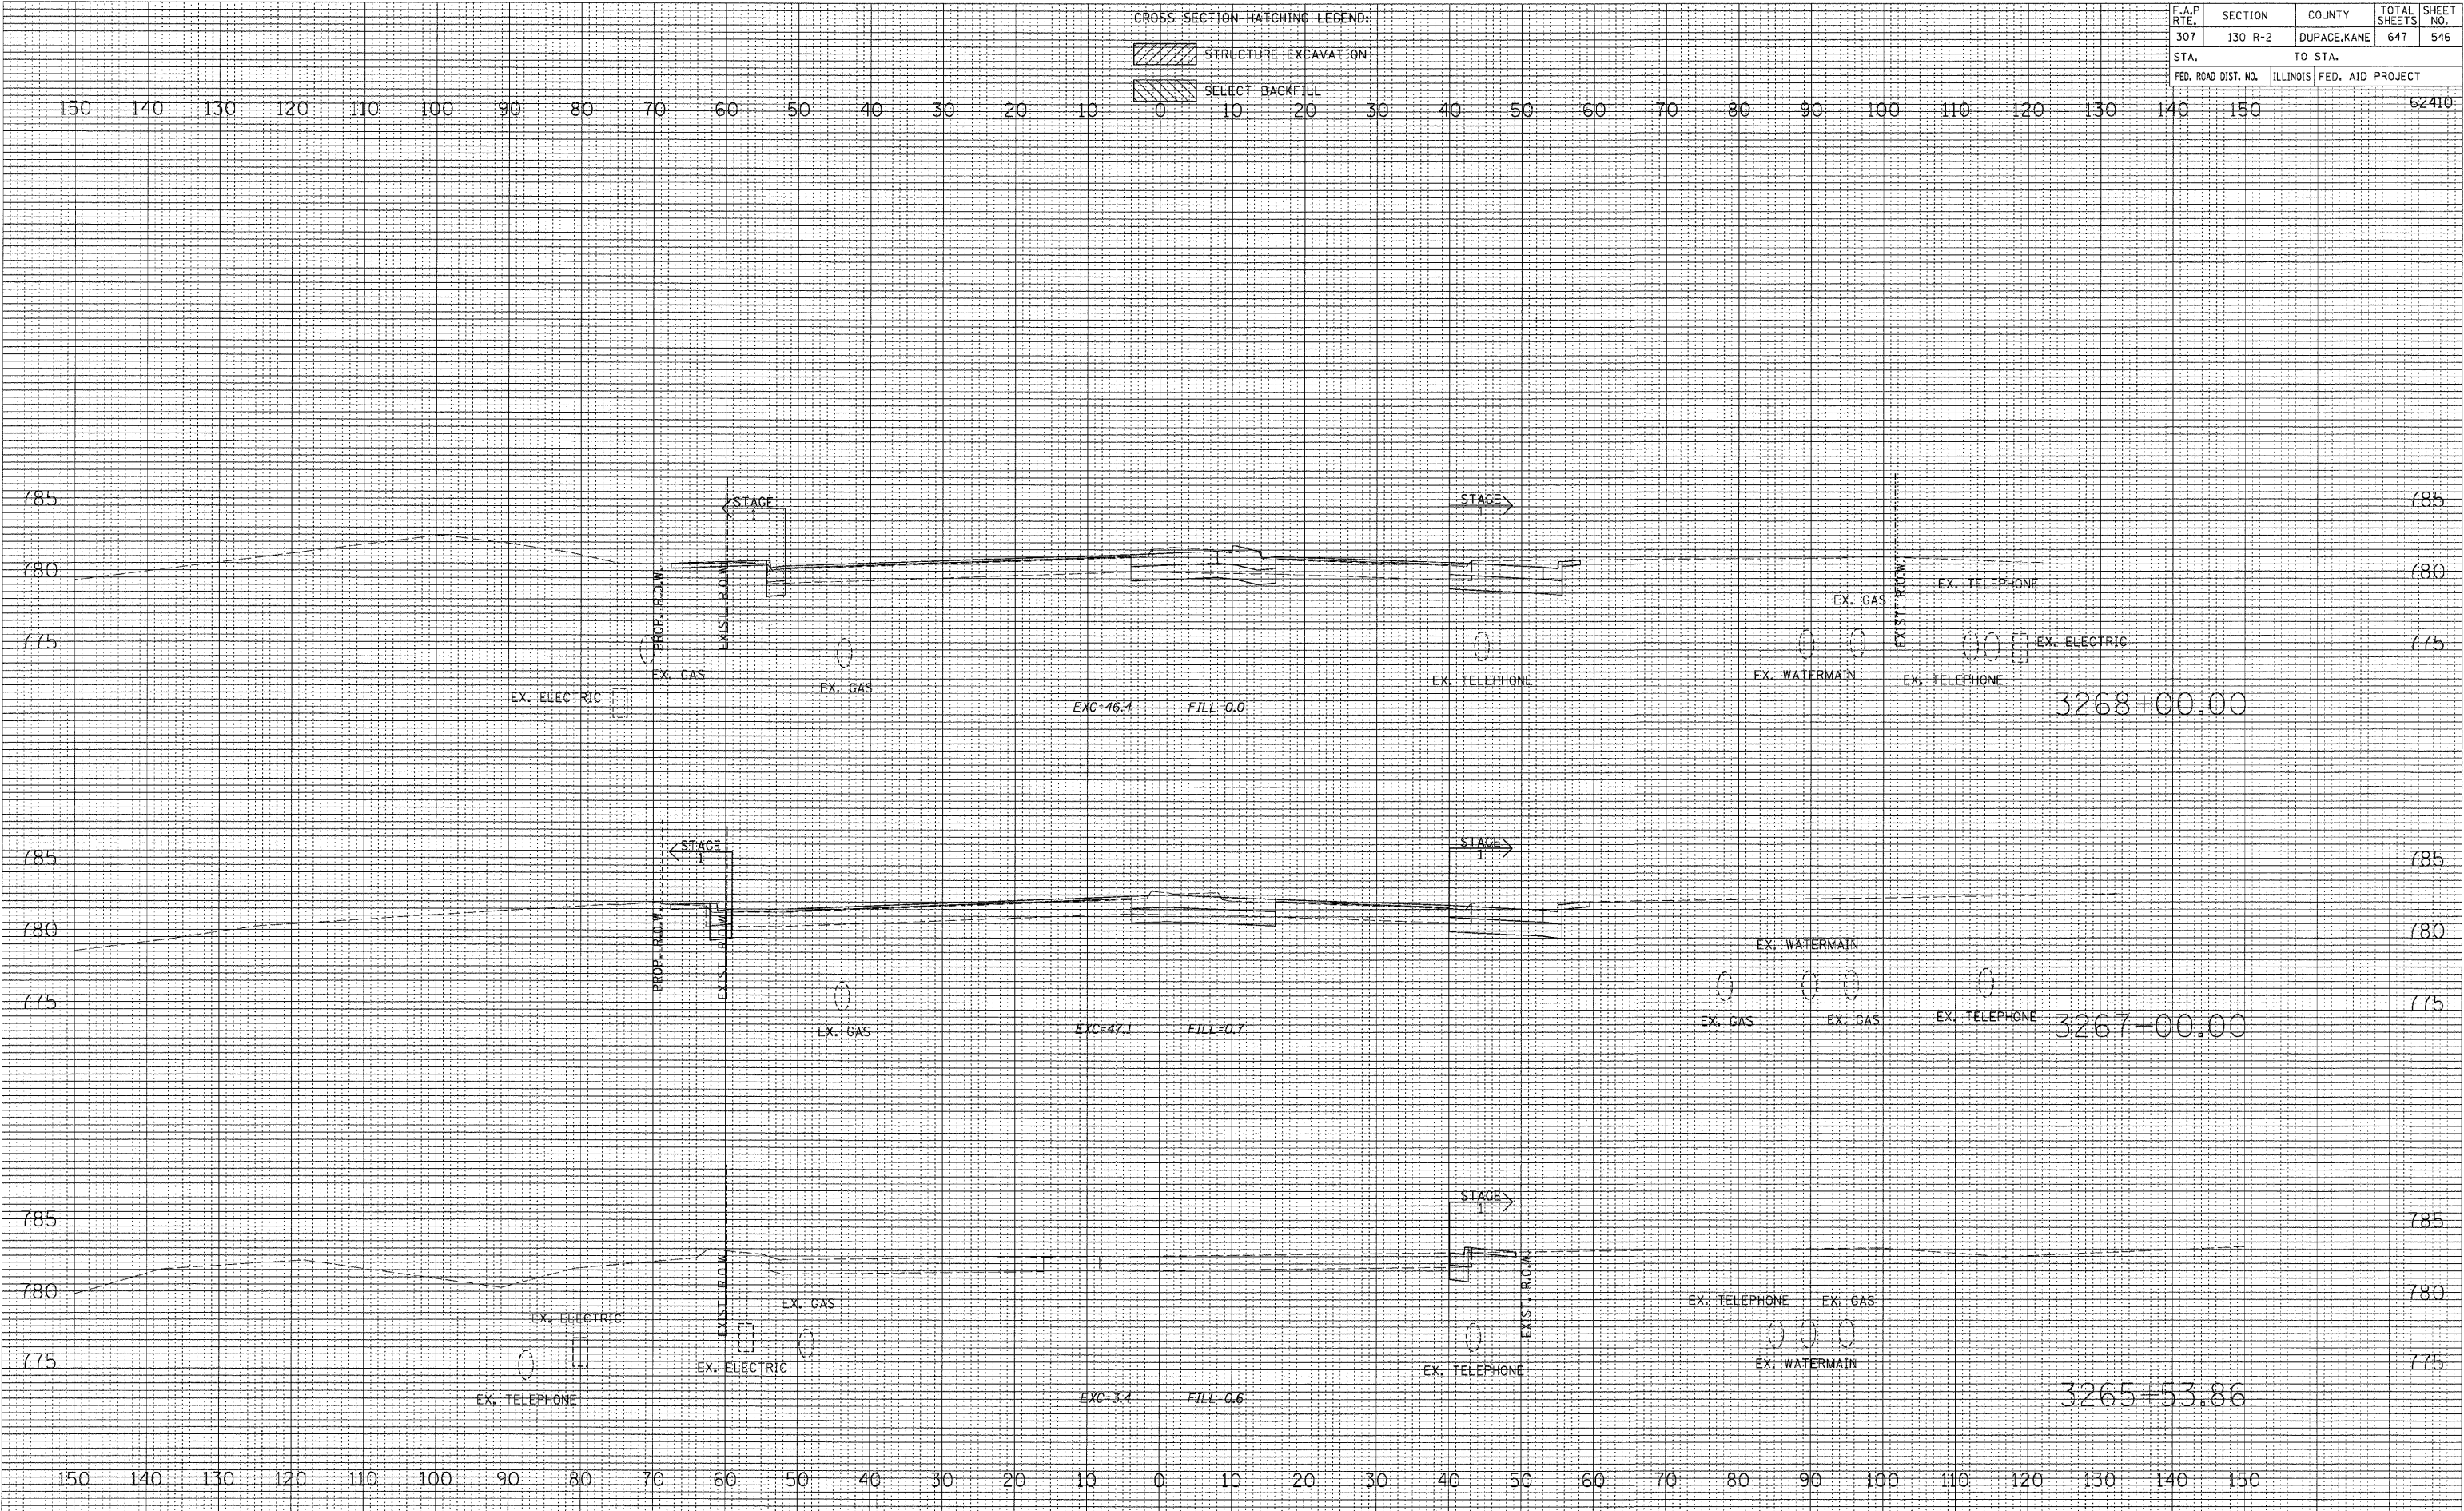 CROSS SECTION HATCHING LEGEND:
STRUCTURE EXCAVATION
SELECT BACKFILL
F.A.P RTE. SECTION COUNTY TOTAL SHEETS SHEET NO.
307 130 R-2 DUPAGE,KANE 647 546
STA. TO STA.
FED. ROAD DIST. NO. ILLINOIS FED. AID PROJECT
62410
150 140 130 120 110 100 90 80 70 60 50 40 30 20 10 0 10 20 30 40 50 60 70 80 90 100 110 120 130 140 150
785 STAGE 1 STAGE 1 785
780 PROP. R.O.W. EXIST. R.O.W. EXIST. R.O.W. 780
EX. TELEPHONE
EX. GAS
775 EX. ELECTRIC 775
EX. GAS EX. GAS EX. TELEPHONE EX. WATERMAIN EX. TELEPHONE
EX. ELECTRIC
EXC=46.4 FILL=0.0 3268+00.00
785 STAGE 1 STAGE 1 785
780 PROP. R.O.W. EXIST. R.O.W. 780
EX. WATERMAIN
775 775
EX. GAS EX. GAS EX. GAS EX. TELEPHONE
EXC=47.1 FILL=0.7 3267+00.00
STAGE 1
785 785
780 EXIST. R.O.W. EXIST. R.O.W. 780
EX. GAS EX. TELEPHONE EX. GAS
EX. ELECTRIC
775 EX. ELECTRIC EX. TELEPHONE EX. WATERMAIN 775
EX. TELEPHONE EXC=3.4 FILL=0.6 3265+53.86
150 140 130 120 110 100 90 80 70 60 50 40 30 20 10 0 10 20 30 40 50 60 70 80 90 100 110 120 130 140 150